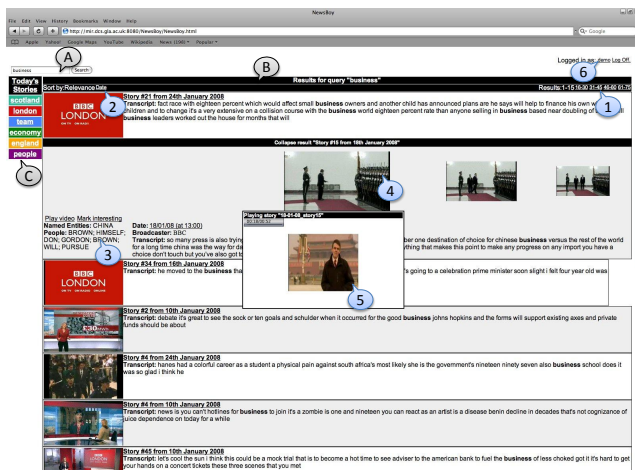 NewsBoy
File Edit View History Bookmarks Window Help
http://mir.dcs.gla.ac.uk:8080/NewsBoy/NewsBoy.html
Q- Google
Apple Yahoo! Google Maps YouTube Wikipedia News (198) Popular
A
B
6
Logged in as: demo Log Off.
business Search
Today's
Stories
scotland
london
team
economy
england
people
C
Results for query "business"
Sort by:Relevance Date
Results:1-15 16-30 31-45 46-60 61-75
2
1
BBC
LONDON
Story #21 from 24th January 2008
Transcript: fact race with eighteen percent which would affect small business owners and another child has announced plans are he says will help to finance his own
children and to change it's a very extensive on a collision course with the business world eighteen percent rate than anyone selling in business based near doubling of
business leaders worked out the house for months that will
Collapse result "Story #15 from 18th January 2008"
4
Play video Mark interesting
Named Entities: CHINA
People: BROWN; HIMSELF;
DON; GORDON; BROWN;
WILL; PURSUE
3
Date: 18/01/08 (at 13:00)
Broadcaster: BBC
Transcript: so many press is also trying
for a long time china was the way for
choice don't touch but you've also got to
Playing story "18-01-08_story15"
5
ber one destination of choice for chinese business versus the rest of the world
ything that makes this point to make any progress on any import you have a
BBC
LONDON
Story #34 from 16th January 2008
Transcript: he moved to the business
's going to a celebration prime minister soon slight i felt four year old was
Story #2 from 10th January 2008
Transcript: debate it's great to see the sock or ten goals and schulder when it occurred for the good business johns hopkins and the forms will support existing axes and private
funds should be about
Story #4 from 24th January 2008
Transcript: hanes had a colorful career as a student a physical pain against south africa's most likely she is the government's nineteen ninety seven also business school does it
was so glad i think he
Story #4 from 10th January 2008
Transcript: news is you can't hotlines for business to join it's a zombie is one and nineteen you can react as an artist is a disease benin decline in decades that's not cognizance of
juice dependence on today for a while
Story #45 from 10th January 2008
Transcript: let's cool the sun i think this could be a mock trial that is to become a hot time to see adviser to the american bank to fuel the business of less choked got it it's hard to get
your hands on a concert tickets these three scenes that you met